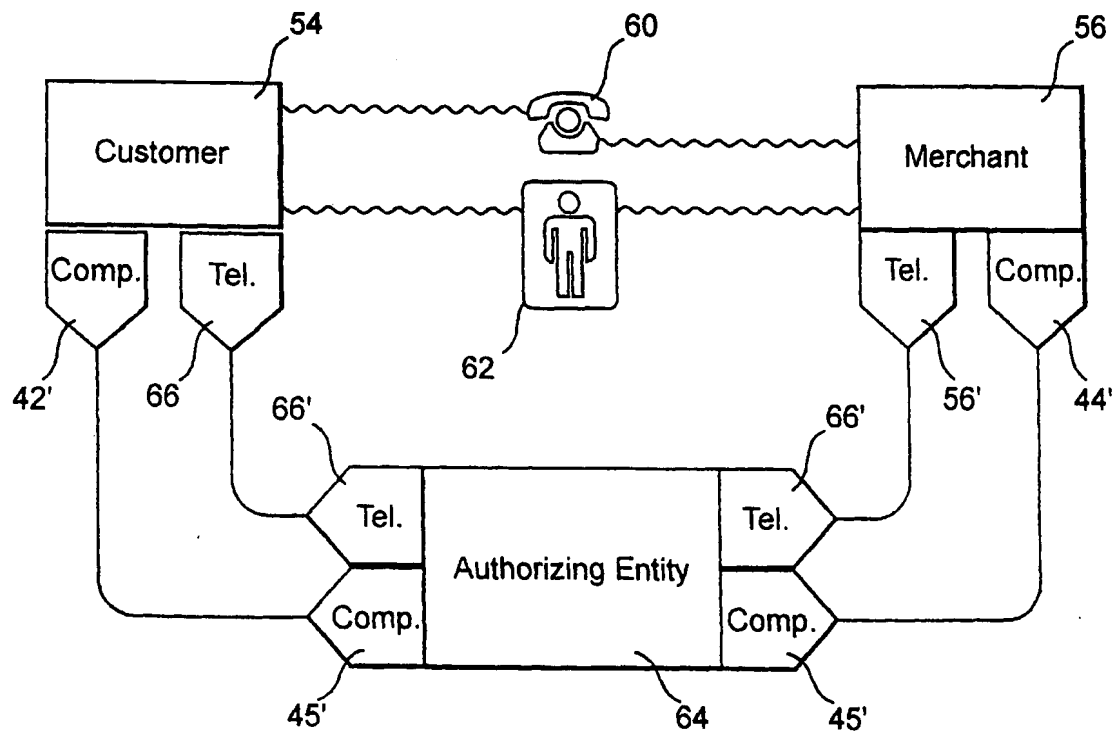 54
60
56
Customer
Merchant
Comp.
Tel.
Tel.
Comp.
42'
66
62
56'
44'
66'
66'
Tel.
Tel.
Authorizing Entity
Comp.
Comp.
45'
64
45'